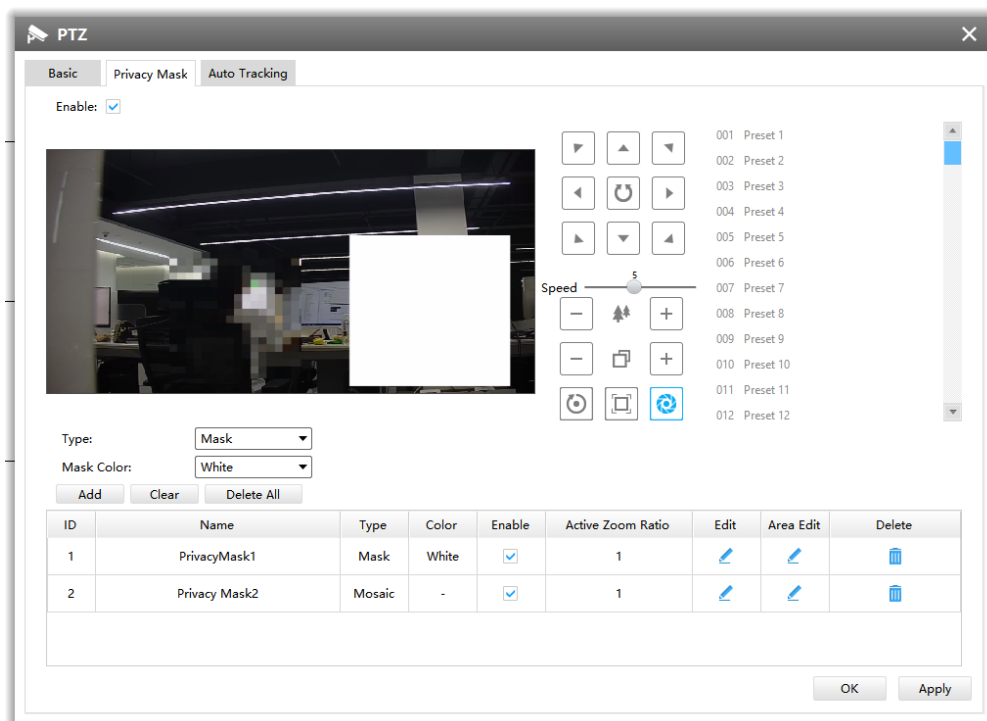 PTZ
Basic Privacy Mask Auto Tracking
Enable:
001 Preset 1
002 Preset 2
003 Preset 3
004 Preset 4
005 Preset 5
006 Preset 6
007 Preset 7
008 Preset 8
009 Preset 9
010 Preset 10
011 Preset 11
012 Preset 12
5
Speed
Type: Mask
Mask Color: White
Add Clear Delete All
ID Name Type Color Enable Active Zoom Ratio Edit Area Edit Delete
1 PrivacyMask1 Mask White 1
2 Privacy Mask2 Mosaic - 1
OK Apply